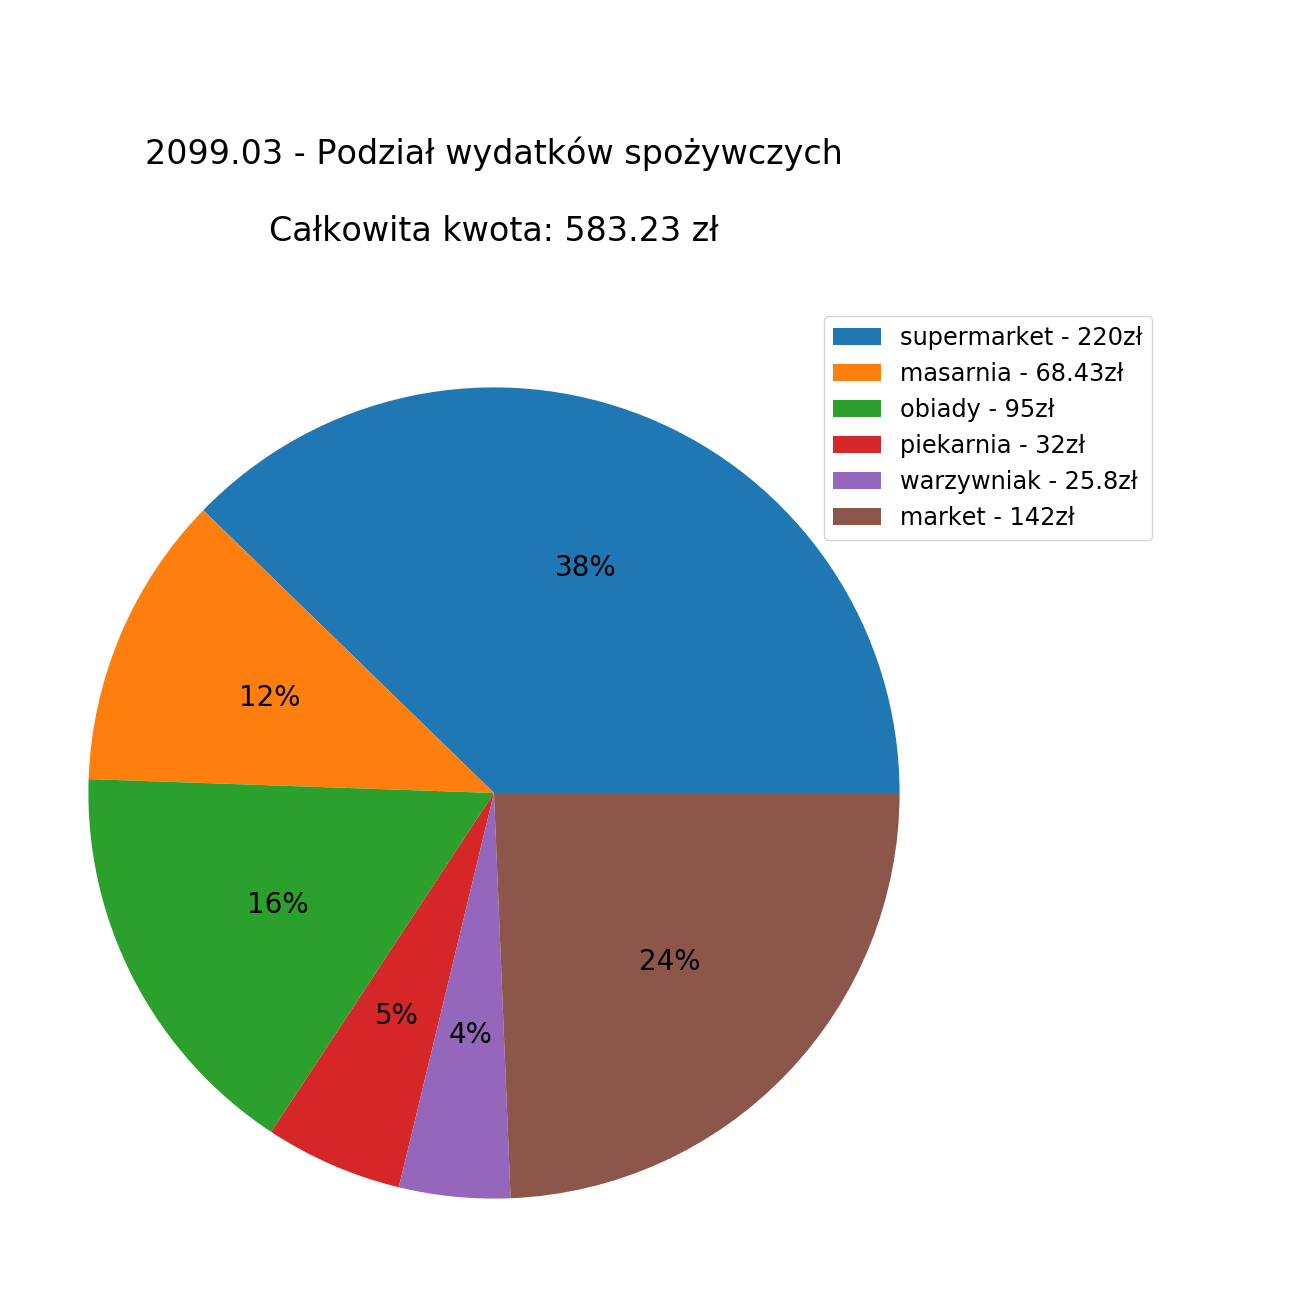 2099.03 - Podział wydatków spożywczych
Całkowita kwota: 583.23 zł
supermarket - 220zł
masarnia - 68.43zł
obiady - 95zł
piekarnia - 32zł
warzywniak - 25.8zł
market - 142zł
38%
12%
16%
5%
4%
24%